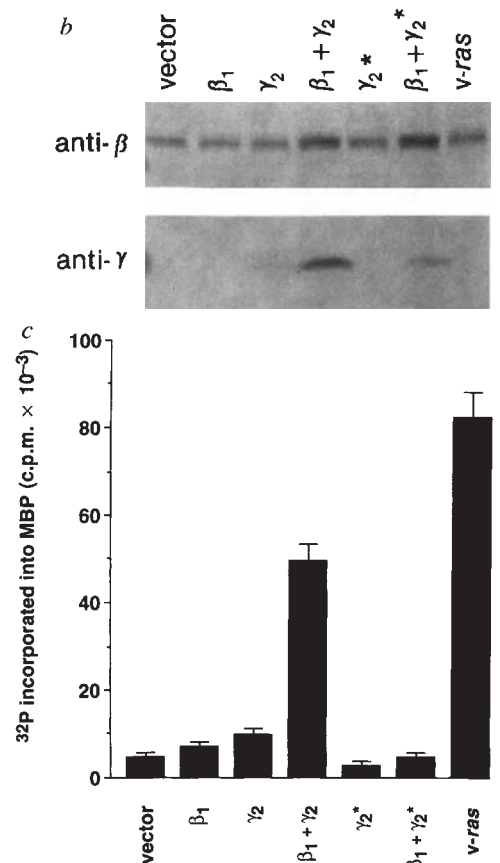 b
vector
β₁
γ₂
β₁ + γ₂
γ₂*
β₁ + γ₂*
v-ras
anti-β
anti-γ
c
³²P incorporated into MBP (c.p.m. × 10⁻³)
100
80
60
40
20
0
vector
β₁
γ₂
β₁ + γ₂
γ₂*
β₁ + γ₂*
v-ras